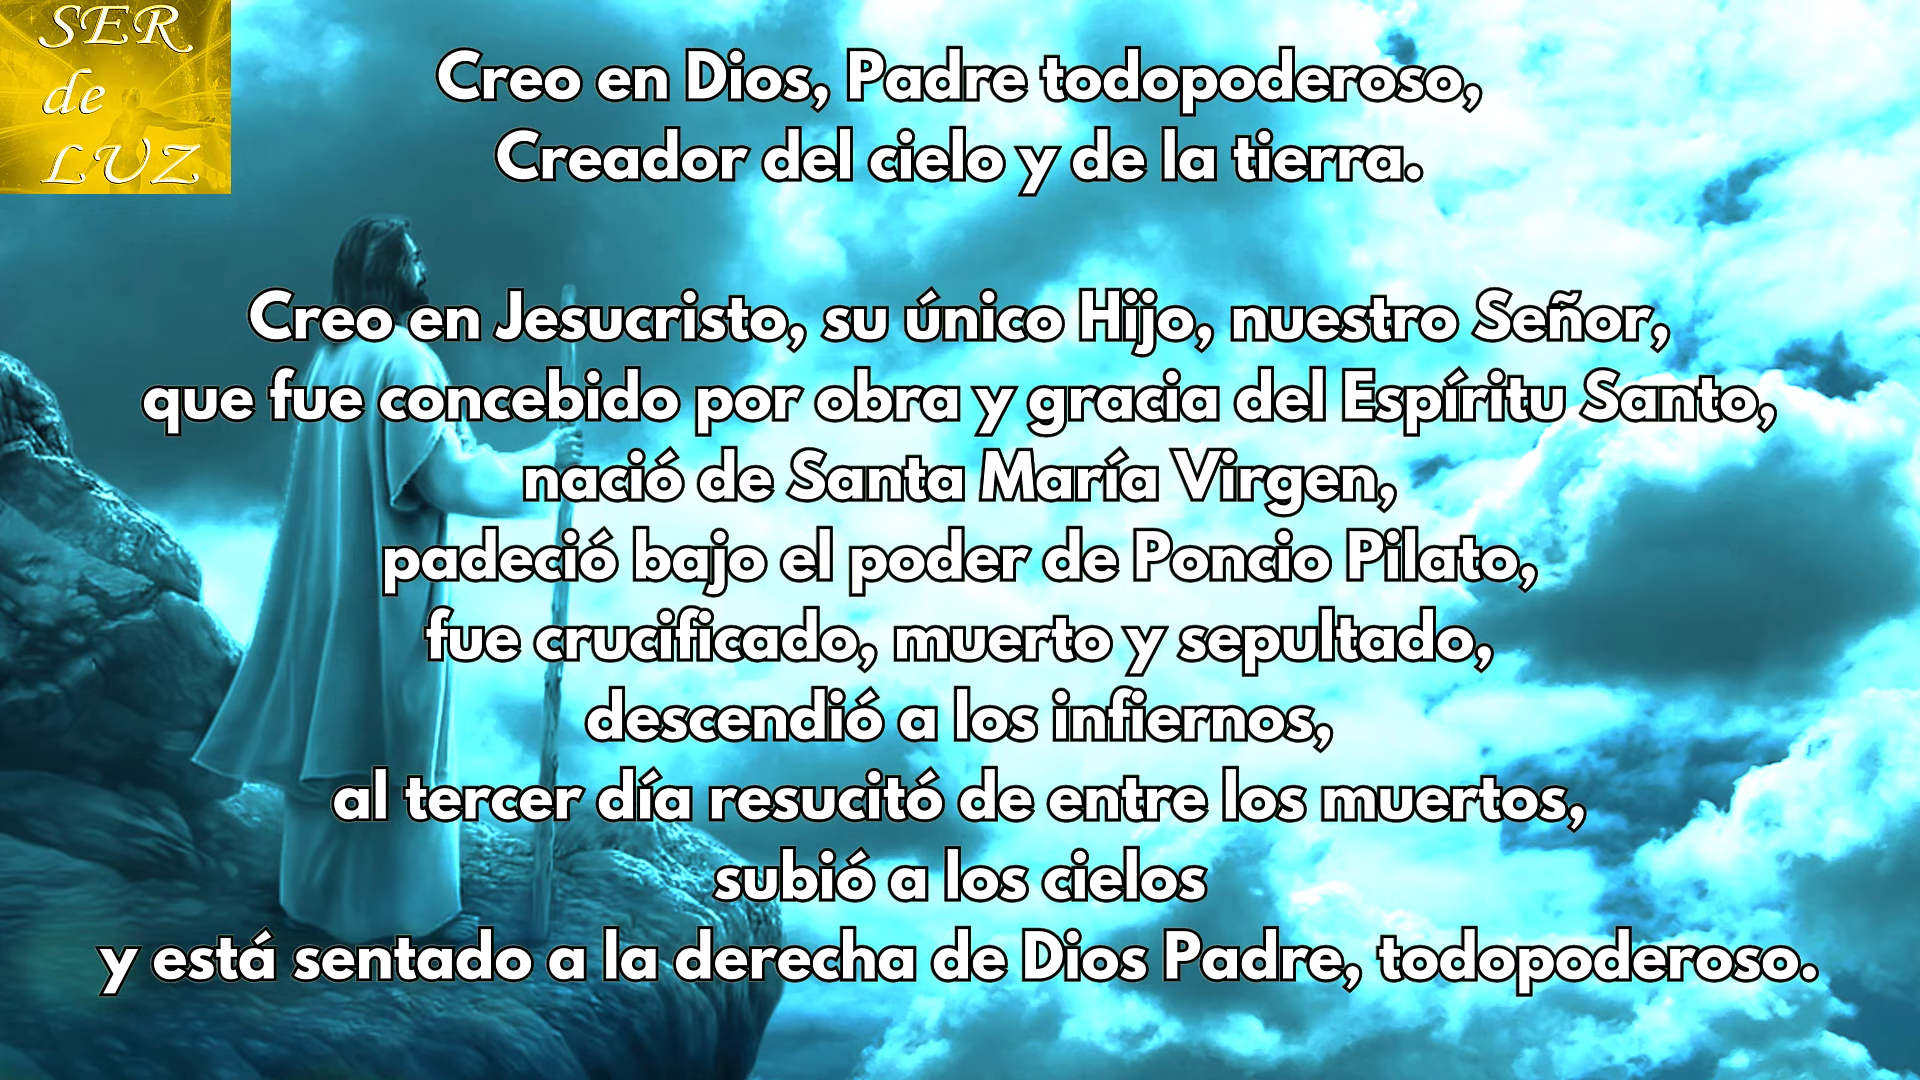 SER
de
LUZ
Creo en Dios, Padre todopoderoso,
Creador del cielo y de la tierra.
Creo en Jesucristo, su único Hijo, nuestro Señor,
que fue concebido por obra y gracia del Espíritu Santo,
nació de Santa María Virgen,
padeció bajo el poder de Poncio Pilato,
fue crucificado, muerto y sepultado,
descendió a los infiernos,
al tercer día resucitó de entre los muertos,
subió a los cielos
y está sentado a la derecha de Dios Padre, todopoderoso.